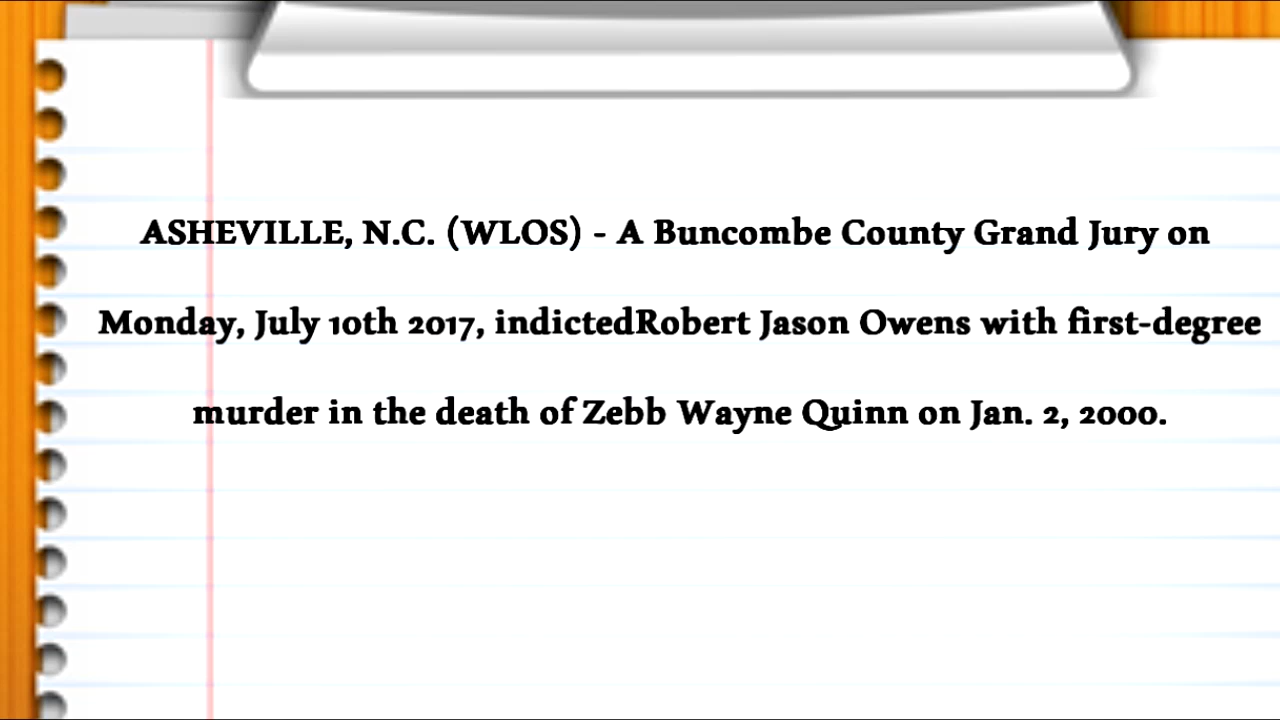 ASHEVILLE, N.C. (WLOS) - A Buncombe County Grand Jury on
Monday, July 10th 2017, indictedRobert Jason Owens with first-degree
murder in the death of Zebb Wayne Quinn on Jan. 2, 2000.